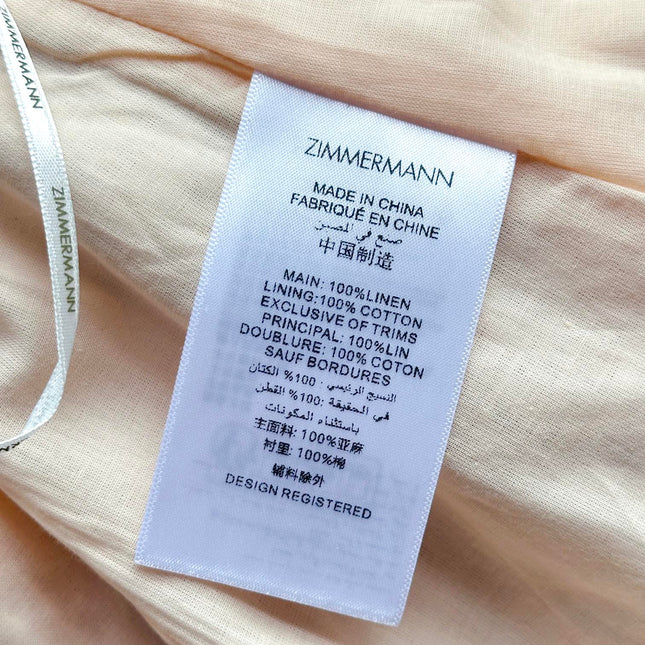 ZIMMERMANN
ZIMMERMANN
ZIMMERMANN
MADE IN CHINA
FABRIQUÉ EN CHINE
صنع في المصين
中国制造
MAIN: 100%LINEN
LINING:100% COTTON
EXCLUSIVE OF TRIMS
PRINCIPAL: 100%LIN
DOUBLURE: 100% COTON
SAUF BORDURES
النسيج الرئيسي · 100% الكتان
في الحقيقة :100% القطن
باستثناء المكونات
主面料: 100%亚麻
衬里: 100%棉
辅料除外
DESIGN REGISTERED